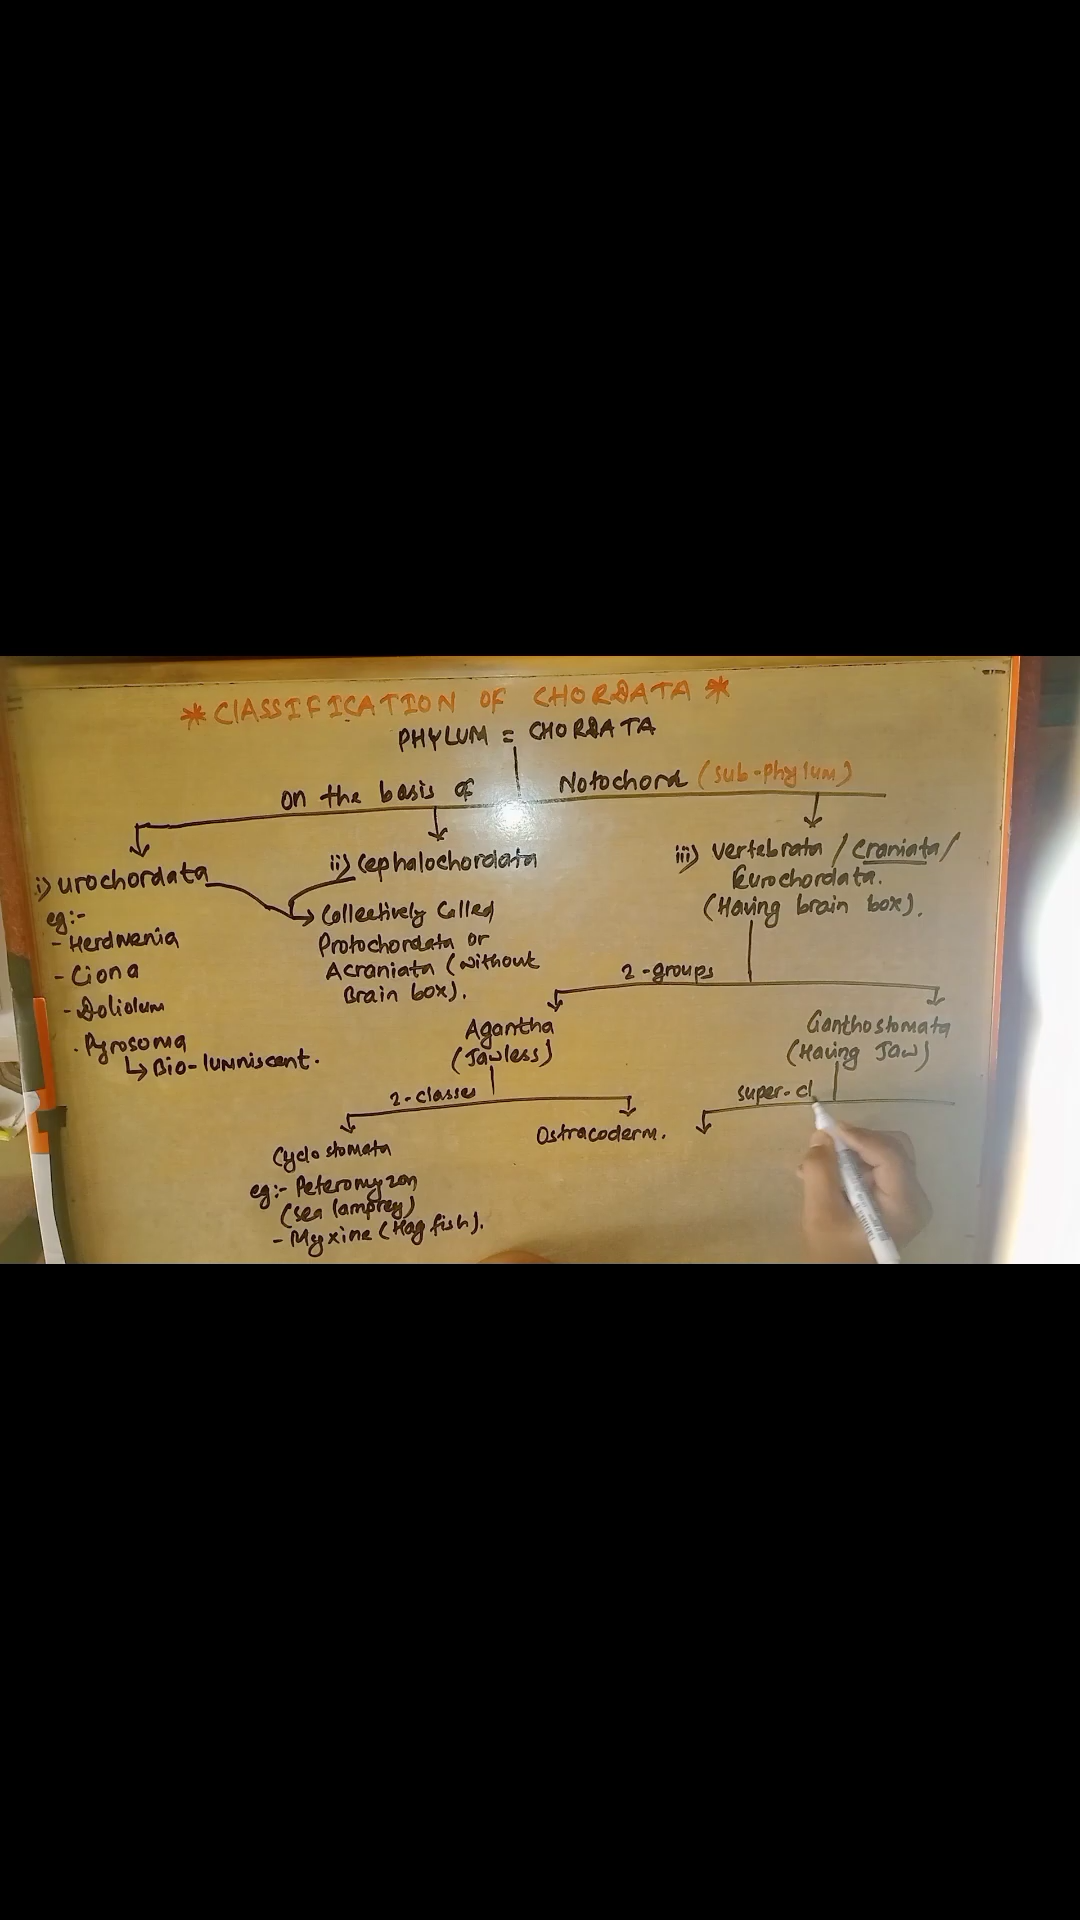 * CLASSIFICATION OF CHORDATA *
PHYLUM = CHORDATA
on the basis of Notochord (sub-phylum)
i) urochordata
eg:-
- Herdmania
- Ciona
- Doliolum
. Pyrosoma
↳ Bio-lumniscent.
ii) Cephalochordata
→ Collectively Called
Protochordata or
Acraniata (without
Brain box).
iii) Vertebrata / Craniata /
Eurochordata.
(Having brain box).
2-groups
Agantha
(Jawless)
2-classes
Cyclostomata
eg:- Peteromyzon
(sea lamprey)
- Myxine (Hag fish).
Ostracoderm.
Ganthostomata
(Having Jaw)
super-cl